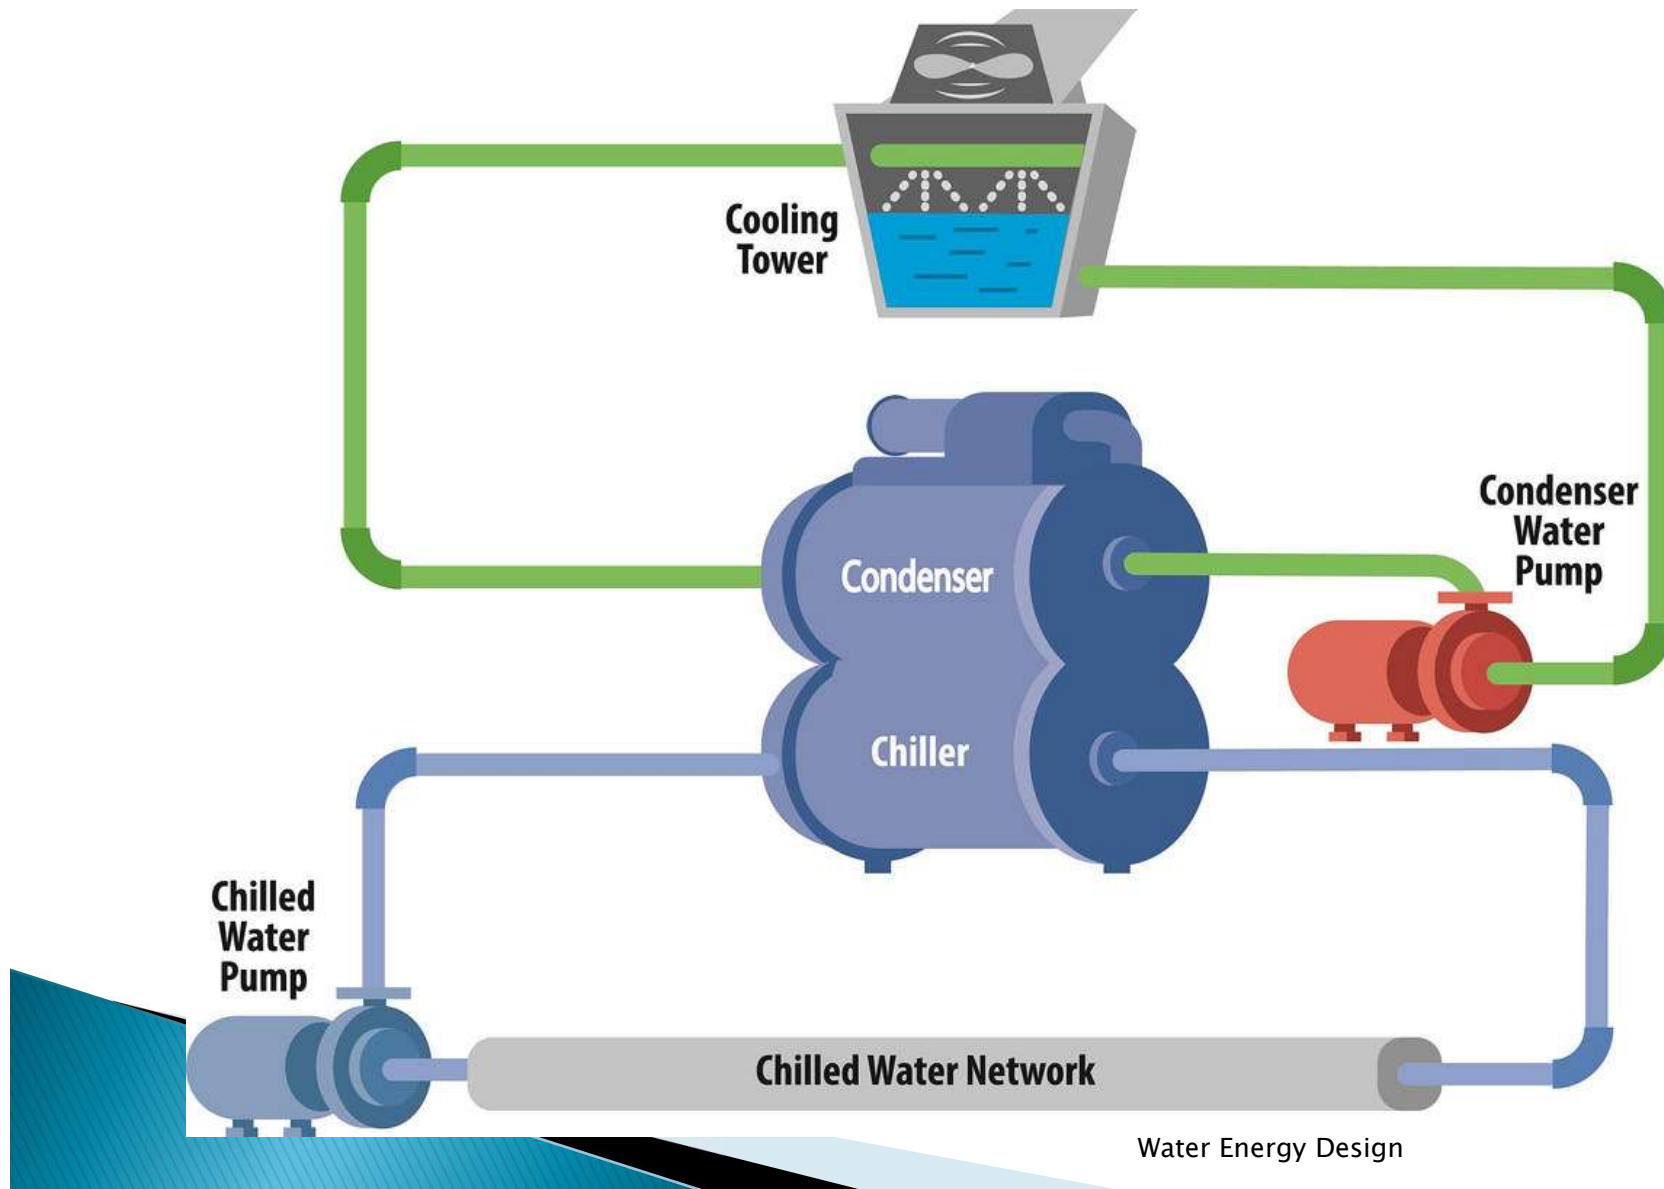 Cooling
Tower
Condenser
Water
Pump
Condenser
Chiller
Chilled
Water
Pump
Chilled Water Network
Water Energy Design